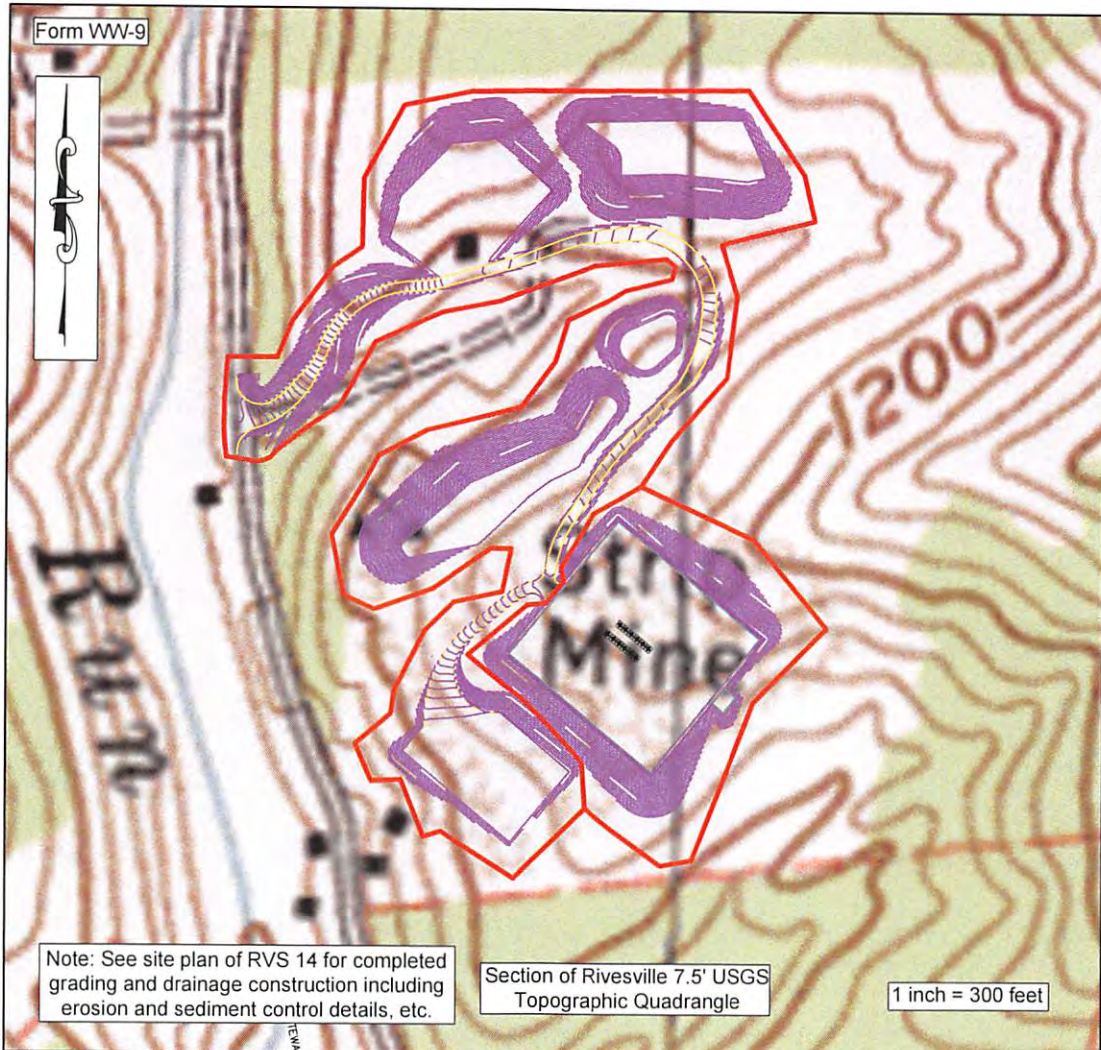 Form WW-9
1200
Strip
Mine
Run
Note: See site plan of RVS 14 for completed
grading and drainage construction including
erosion and sediment control details, etc.
Section of Rivesville 7.5' USGS
Topographic Quadrangle
1 inch = 300 feet